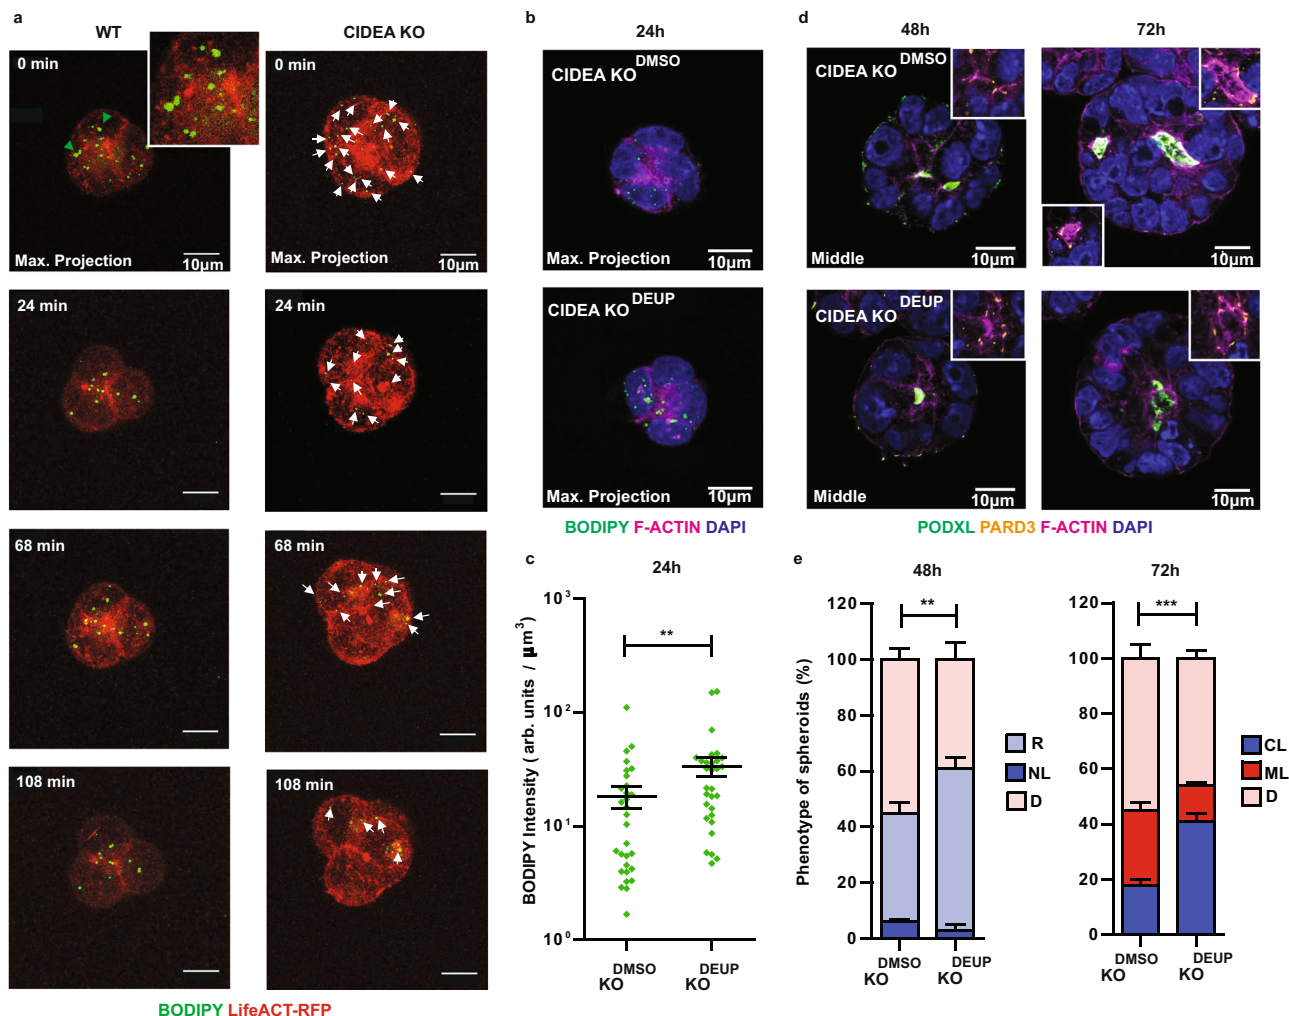 a
WT
CIDEA KO
0 min
Max. Projection
10µm
0 min
Max. Projection
10µm
24 min
24 min
68 min
68 min
108 min
108 min
BODIPY LifeACT-RFP
b
24h
CIDEA KO DMSO
Max. Projection
10µm
CIDEA KO DEUP
Max. Projection
10µm
BODIPY F-ACTIN DAPI
c
24h
BODIPY Intensity (arb. units / µm³)
10³
10²
10¹
10⁰
**
KO DMSO
KO DEUP
d
48h
72h
CIDEA KO DMSO
Middle
10µm
10µm
CIDEA KO DEUP
Middle
10µm
10µm
PODXL PARD3 F-ACTIN DAPI
e
48h
Phenotype of spheroids (%)
120
100
80
60
40
20
0
**
KO DMSO
KO DEUP
R
NL
D
72h
120
100
80
60
40
20
0
***
KO DMSO
KO DEUP
CL
ML
D